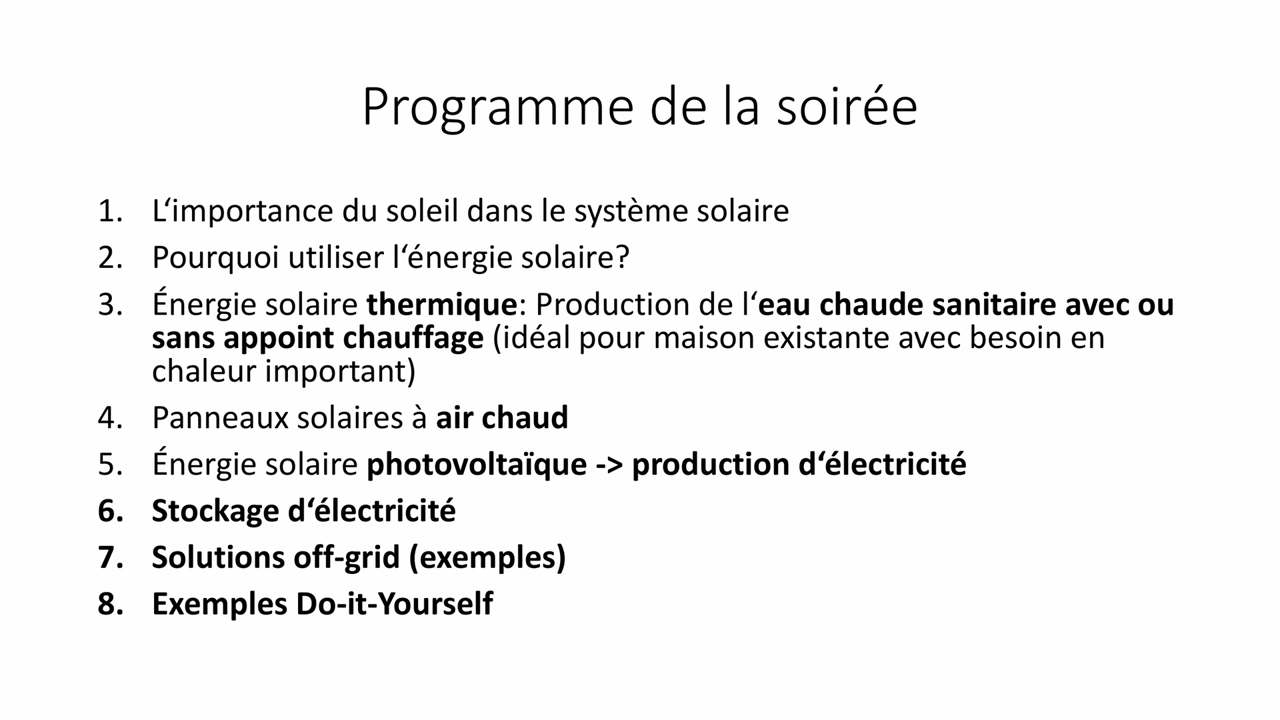 Programme de la soirée
1. L‘importance du soleil dans le système solaire
2. Pourquoi utiliser l‘énergie solaire?
3. Énergie solaire thermique: Production de l‘eau chaude sanitaire avec ou
sans appoint chauffage (idéal pour maison existante avec besoin en
chaleur important)
4. Panneaux solaires à air chaud
5. Énergie solaire photovoltaïque -> production d‘électricité
6. Stockage d‘électricité
7. Solutions off-grid (exemples)
8. Exemples Do-it-Yourself